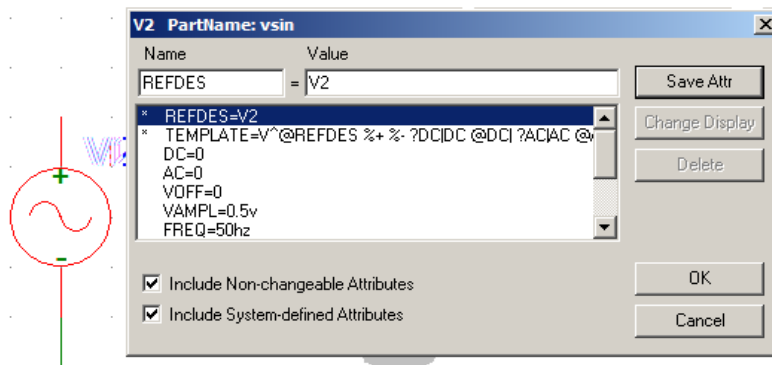 V2 PartName: vsin
Name Value
REFDES = V2 Save Attr
* REFDES=V2
* TEMPLATE=V^@REFDES %+ %- ?DC|DC @DC| ?AC|AC
Change Display
DC=0
AC=0
Delete
VOFF=0
VAMPL=0.5v
FREQ=50hz
Include Non-changeable Attributes
OK
Include System-defined Attributes
Cancel
+
-